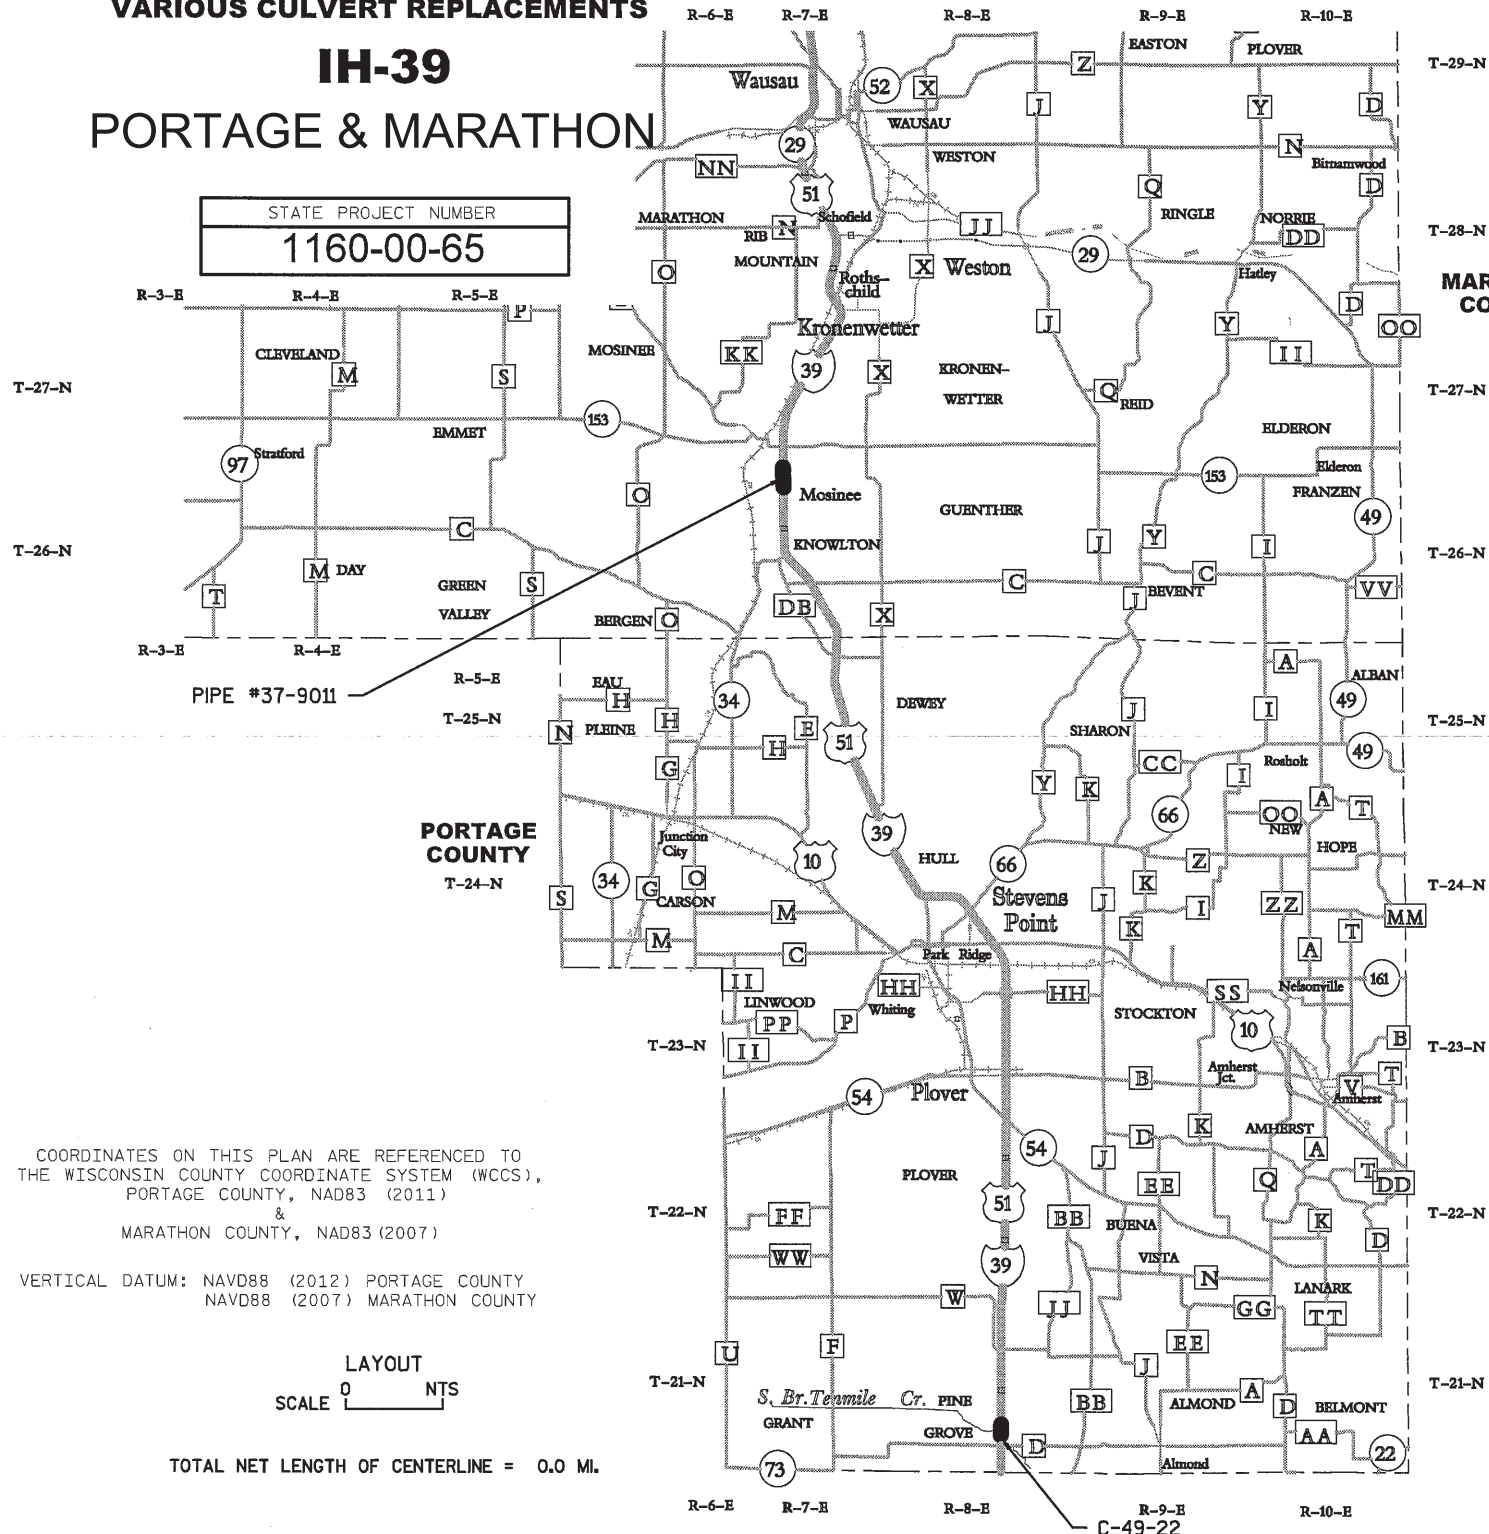 VARIOUS CULVERT REPLACEMENTS
IH-39
PORTAGE & MARATHON
STATE PROJECT NUMBER
1160-00-65
R-6-E R-7-E R-8-E R-9-E R-10-E
EASTON
PLOVER
T-29-N
Wausau
52
X
Z
J
Y
D
WAUSAU
29
WESTON
N
Birnamwood
NN
51
Q
D
MARATHON
Schofield
JJ
RINGLE
NORRIE
T-28-N
RIB
N
DD
MOUNTAIN
29
O
X
Weston
Hatley
MAR
CO
Roths-
child
R-3-E R-4-E R-5-E
P
D
Kronenwetter
J
Y
OO
CLEVELAND
MOSINEE
KK
II
M
S
39
X
KRONEN-
T-27-N
T-27-N
Q
WETTER
REID
153
EMMET
ELDERON
97
Stratford
Elderon
153
O
Mosinee
FRANZEN
GUENTHER
49
C
J
Y
I
KNOWLTON
T-26-N
T-26-N
M
DAY
C
C
GREEN
S
VV
T
BEVENT
VALLEY
DB
X
J
BERGEN
O
R-3-E R-4-E
A
R-5-E
EAU
ALBAN
PIPE #37-9011
H
34
DEWEY
J
I
49
T-25-N
H
T-25-N
N
PLEINE
E
SHARON
51
H
49
G
CC
Rosholt
Y
K
I
A
T
66
OO
NEW
PORTAGE
COUNTY
Junction
City
39
HOPE
10
HULL
66
Z
T-24-N
34
G
O
K
T-24-N
S
CARSON
Stevens
Point
J
I
ZZ
M
MM
K
T
M
A
C
Park Ridge
161
II
HH
HH
SS
Nelsonville
LINWOOD
Whiting
STOCKTON
PP
P
10
B
T-23-N
II
T-23-N
Amherst
Jct.
B
T
V
54
Plover
Amherst
K
AMHERST
D
COORDINATES ON THIS PLAN ARE REFERENCED TO
THE WISCONSIN COUNTY COORDINATE SYSTEM (WCCS),
PORTAGE COUNTY, NAD83 (2011)
&
MARATHON COUNTY, NAD83 (2007)
54
A
J
PLOVER
T
EE
Q
DD
51
T-22-N
FF
BB
K
T-22-N
BUENA
D
WW
VISTA
39
N
VERTICAL DATUM: NAVD88 (2012) PORTAGE COUNTY
NAVD88 (2007) MARATHON COUNTY
LANARK
W
JJ
GG
TT
EE
U
F
J
LAYOUT
SCALE 0 NTS
T-21-N
T-21-N
A
S. Br. Tenmile Cr.
PINE
BB
ALMOND
D
BELMONT
GRANT
GROVE
AA
D
22
TOTAL NET LENGTH OF CENTERLINE = 0.0 MI.
73
Almond
R-6-E R-7-E R-8-E R-9-E R-10-E
C-49-22